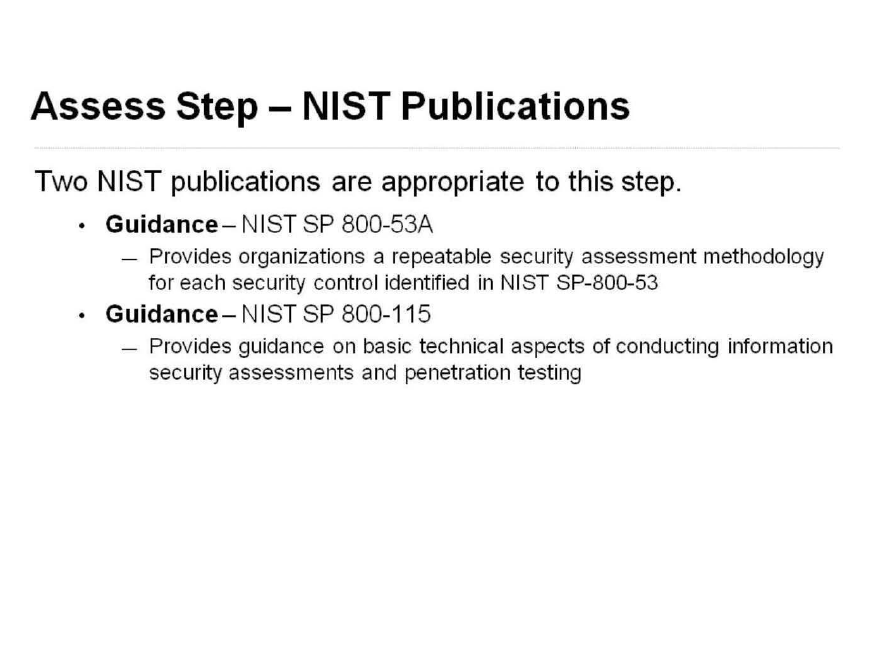 Assess Step – NIST Publications
Two NIST publications are appropriate to this step.
• Guidance – NIST SP 800-53A
— Provides organizations a repeatable security assessment methodology
for each security control identified in NIST SP-800-53
• Guidance – NIST SP 800-115
— Provides guidance on basic technical aspects of conducting information
security assessments and penetration testing